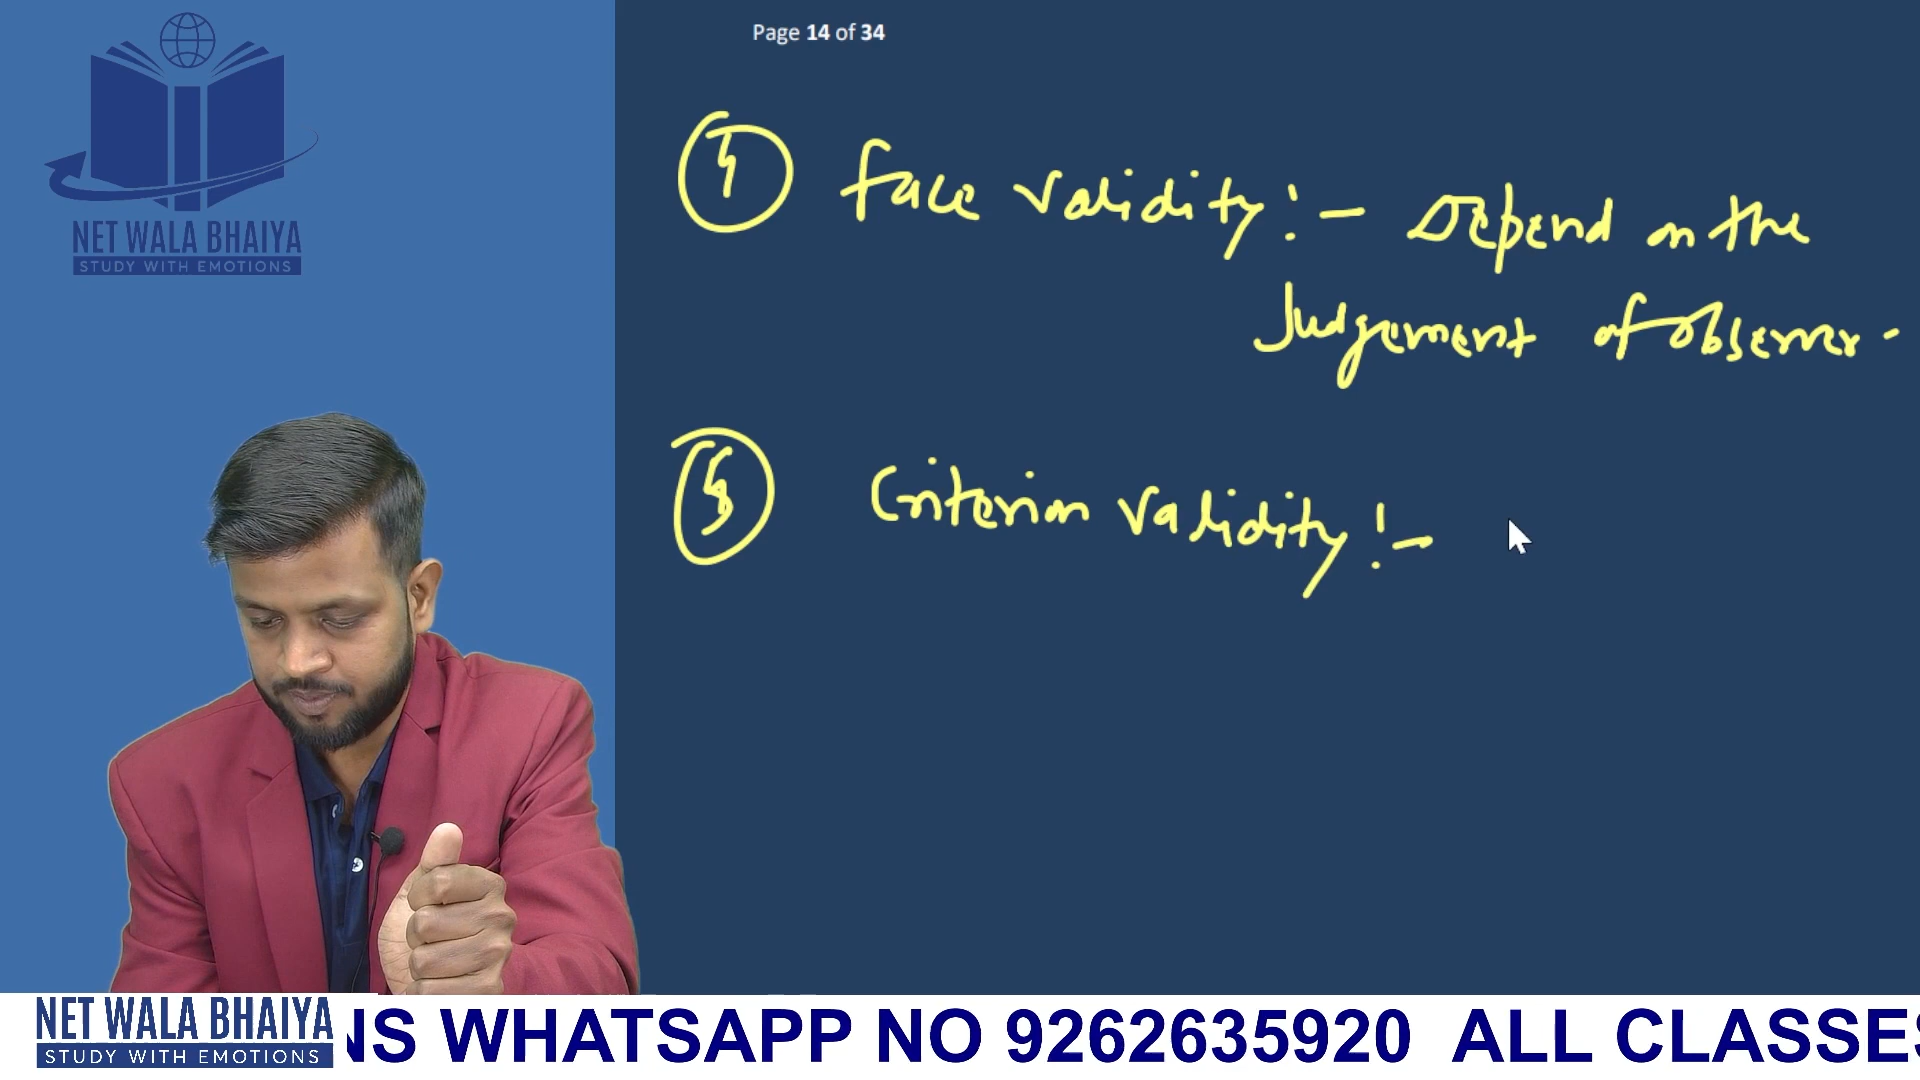 NET WALA BHAIYA
STUDY WITH EMOTIONS
Page 14 of 34
4 Face validity :- Depend on the
Judgement of observer.
5 Criterion validity :-
NET WALA BHAIYA
STUDY WITH EMOTIONS
NS WHATSAPP NO 9262635920 ALL CLASSES